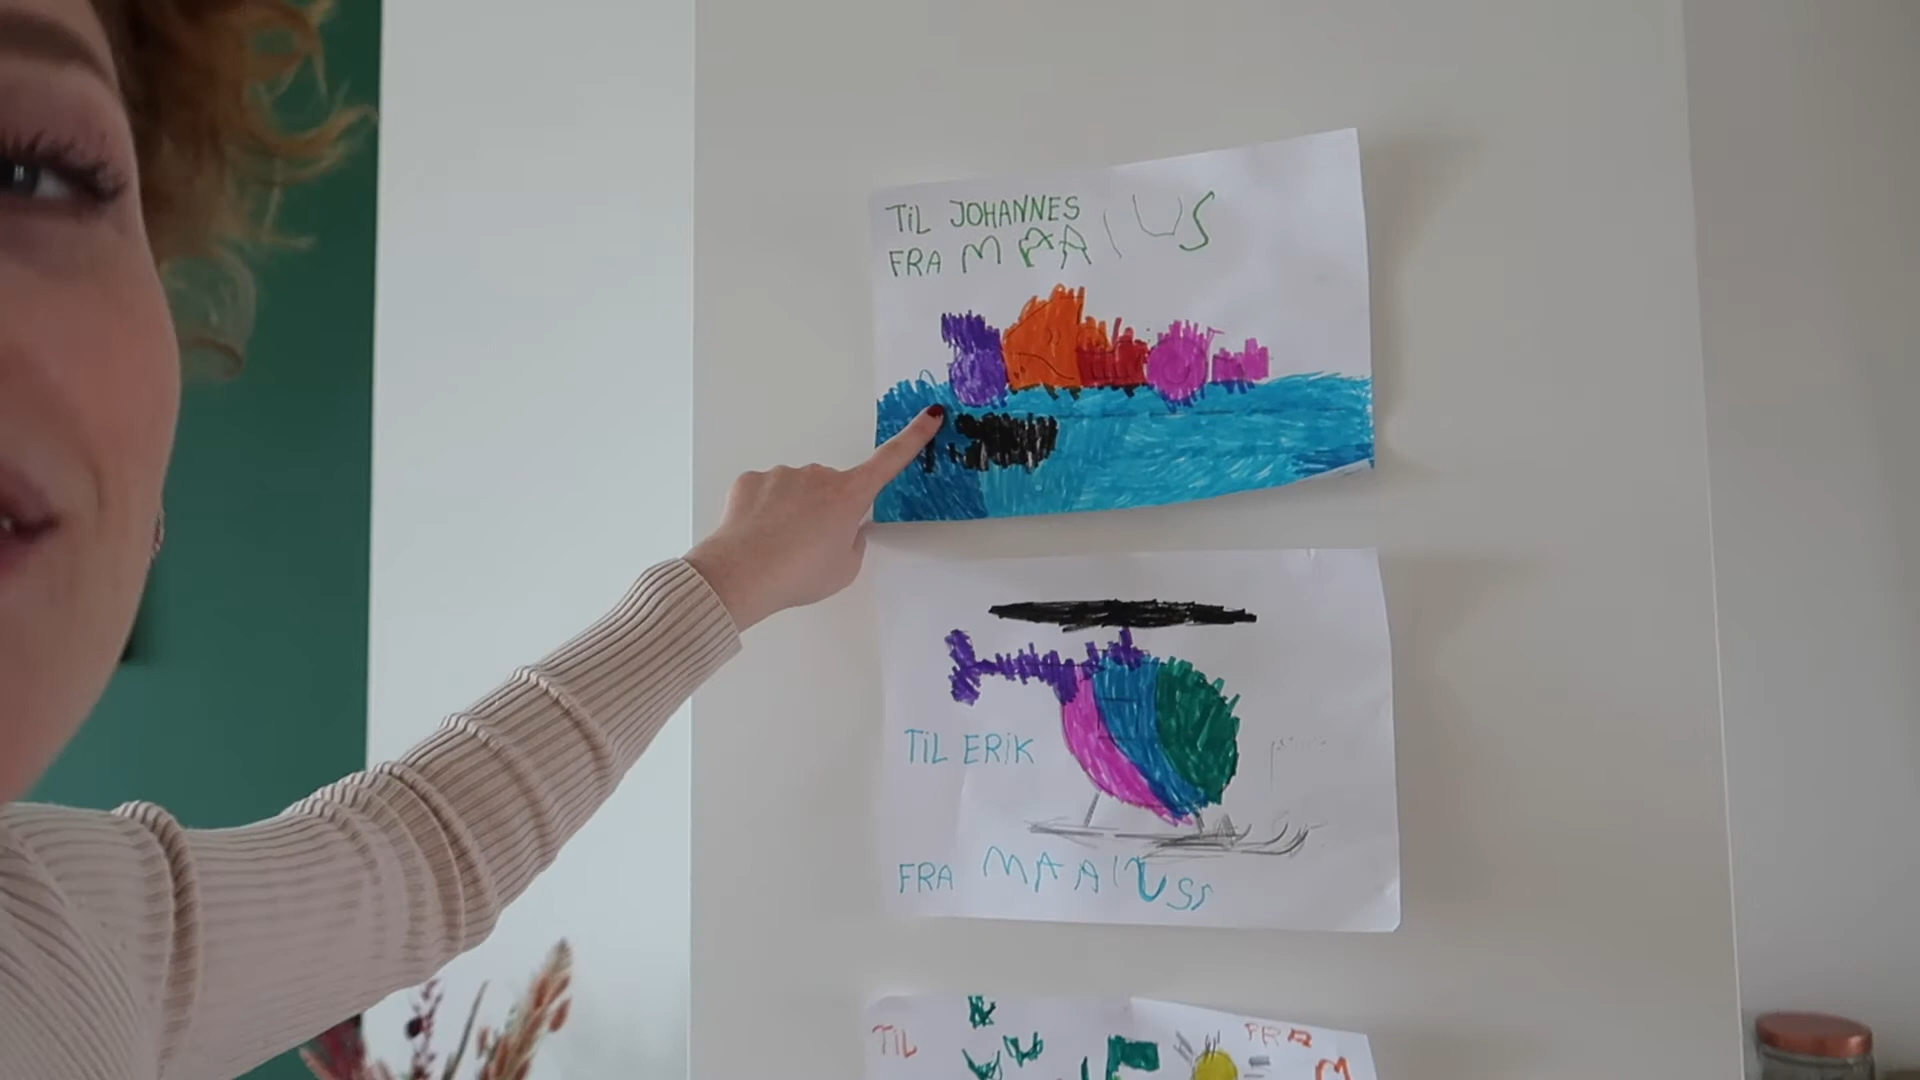 TIL JOHANNES
FRA MAAIUS
TIL ERIK
FRA MAAIUSS
TIL
FRA
M